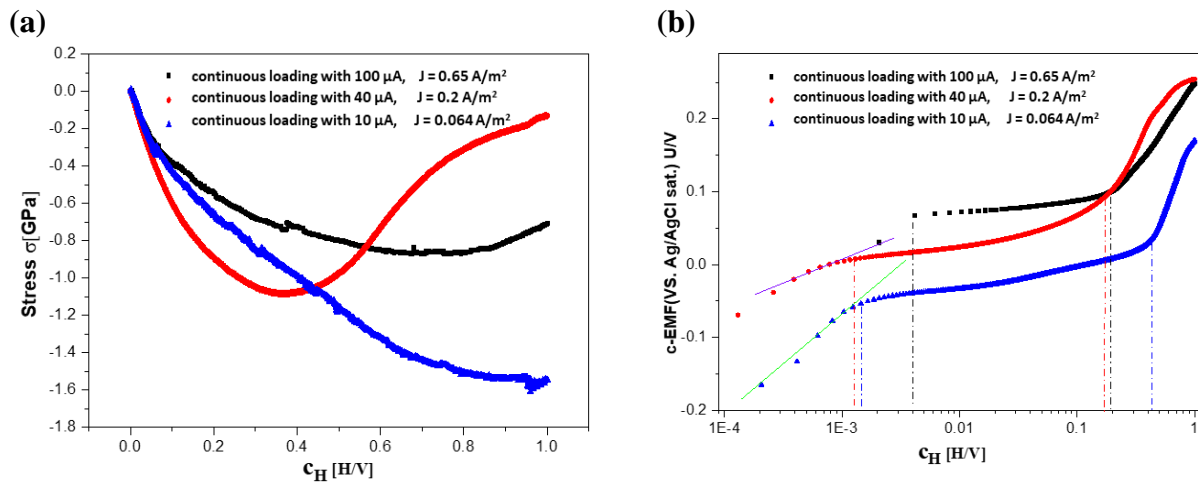 (a)
0.2
0.0
-0.2
-0.4
-0.6
-0.8
-1.0
-1.2
-1.4
-1.6
-1.8
Stress σ[GPa]
continuous loading with 100 µA, J = 0.65 A/m²
continuous loading with 40 µA, J = 0.2 A/m²
continuous loading with 10 µA, J = 0.064 A/m²
0.0 0.2 0.4 0.6 0.8 1.0
c_H [H/V]
(b)
0.2
0.1
0.0
-0.1
-0.2
c-EMF(VS. Ag/AgCl sat.) U/V
continuous loading with 100 µA, J = 0.65 A/m²
continuous loading with 40 µA, J = 0.2 A/m²
continuous loading with 10 µA, J = 0.064 A/m²
1E-4 1E-3 0.01 0.1 1
c_H [H/V]